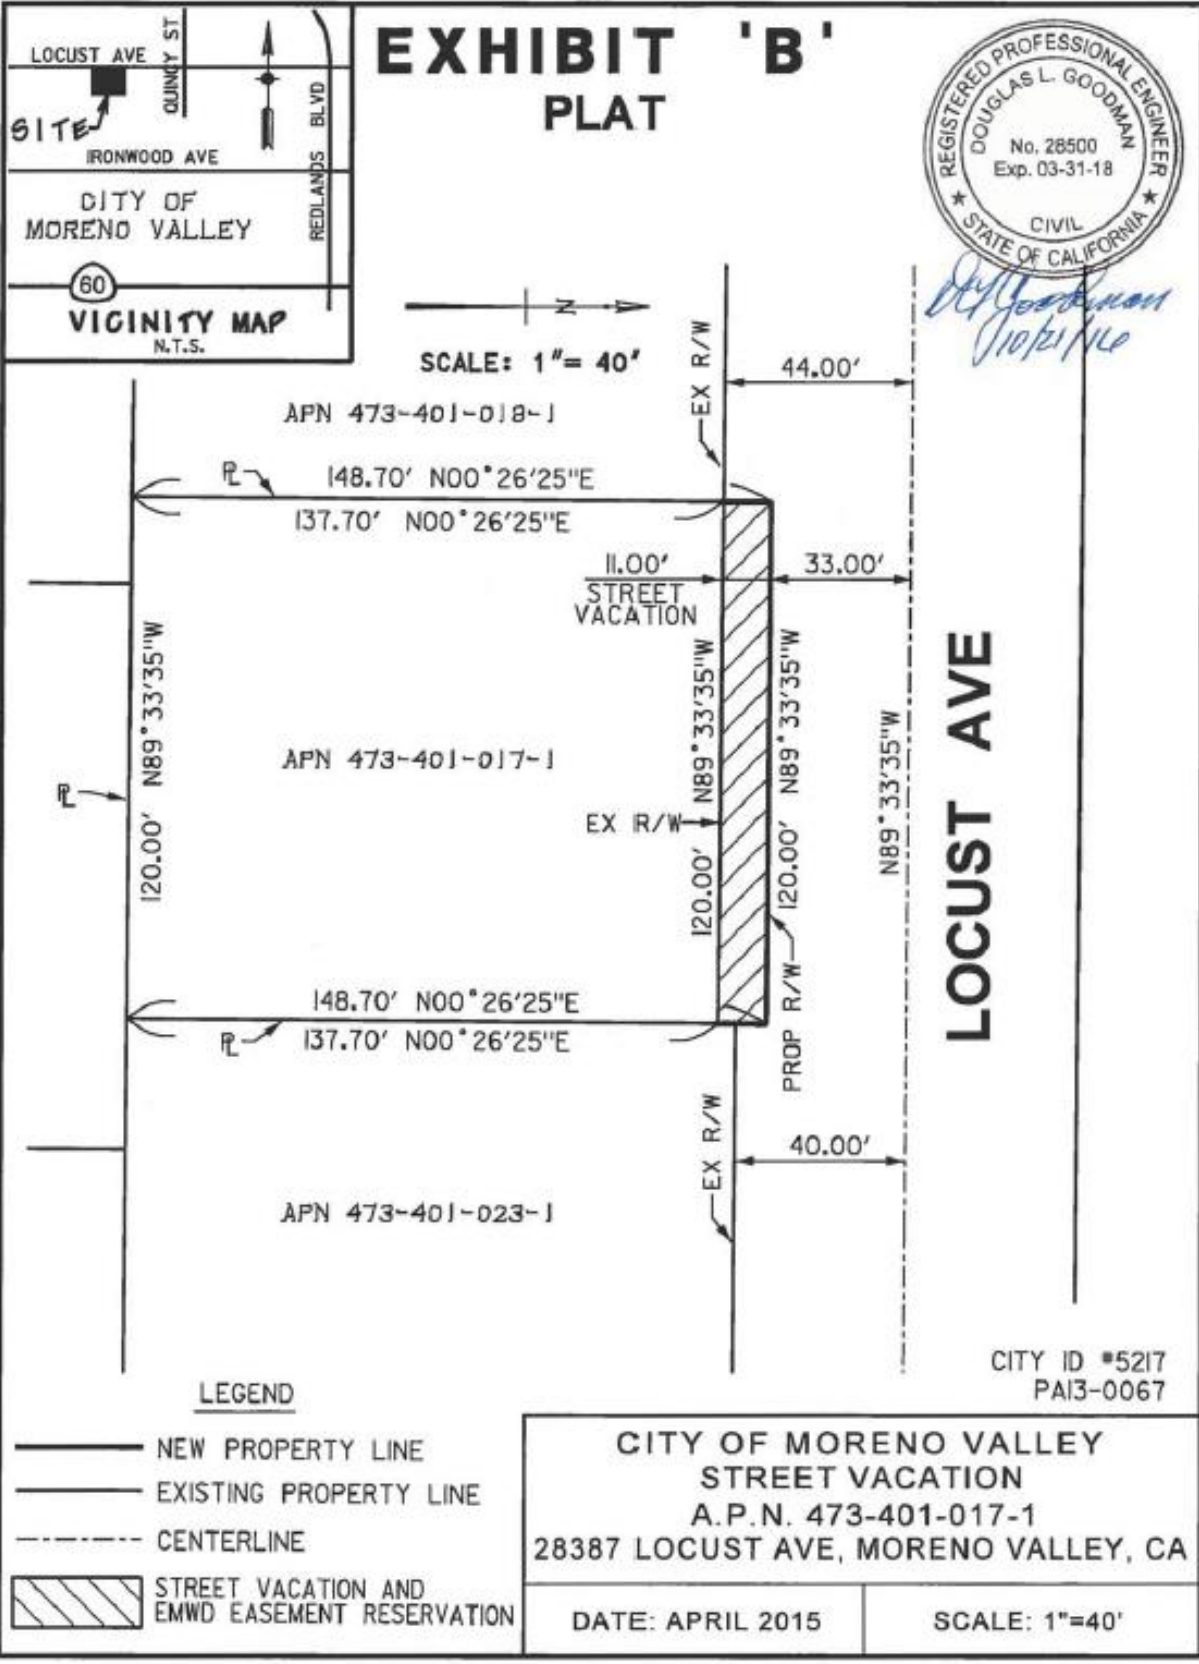 EXHIBIT 'B'
PLAT
LOCUST AVE
QUINCY ST
SITE
IRONWOOD AVE
REDLANDS BLVD
CITY OF
MORENO VALLEY
60
VICINITY MAP
N.T.S.
REGISTERED PROFESSIONAL ENGINEER
DOUGLAS L. GOODMAN
No. 28500
Exp. 03-31-18
CIVIL
STATE OF CALIFORNIA
10/21/16
N
SCALE: 1"= 40'
EX R/W
44.00'
APN 473-401-018-1
PL
148.70' N00°26'25"E
137.70' N00°26'25"E
11.00'
STREET
VACATION
33.00'
120.00' N89°33'35"W
PL
APN 473-401-017-1
EX R/W
120.00' N89°33'35"W
120.00' N89°33'35"W
PROP R/W
N89°33'35"W
LOCUST AVE
148.70' N00°26'25"E
PL
137.70' N00°26'25"E
EX R/W
40.00'
APN 473-401-023-1
CITY ID #5217
PA13-0067
LEGEND
NEW PROPERTY LINE
EXISTING PROPERTY LINE
CENTERLINE
STREET VACATION AND
EMWD EASEMENT RESERVATION
CITY OF MORENO VALLEY
STREET VACATION
A.P.N. 473-401-017-1
28387 LOCUST AVE, MORENO VALLEY, CA
DATE: APRIL 2015
SCALE: 1"=40'